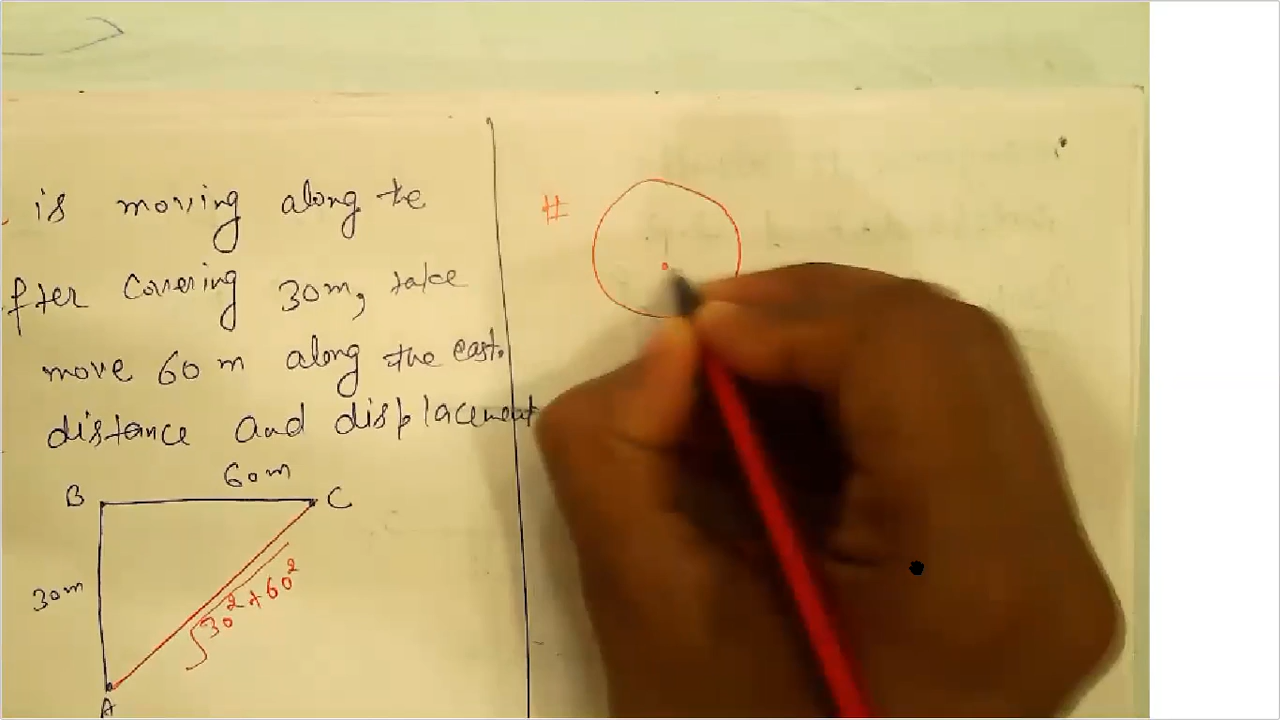 is moving along the
fter covering 30m, take
move 60 m along the east.
distance and displacement
60m
B
C
30m
√30²+60²
A
#